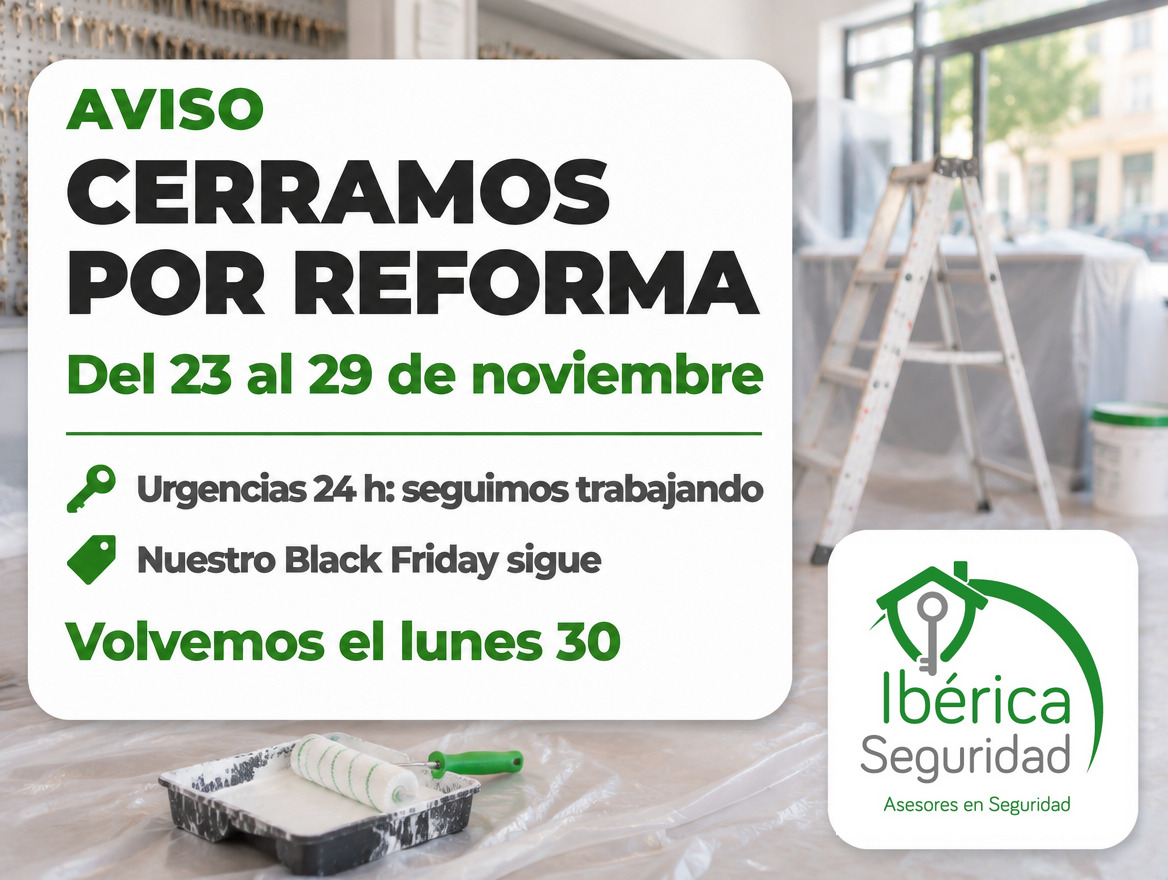 AVISO
CERRAMOS
POR REFORMA
Del 23 al 29 de noviembre
Urgencias 24 h: seguimos trabajando
Nuestro Black Friday sigue
Volvemos el lunes 30
Ibérica
Seguridad
Asesores en Seguridad